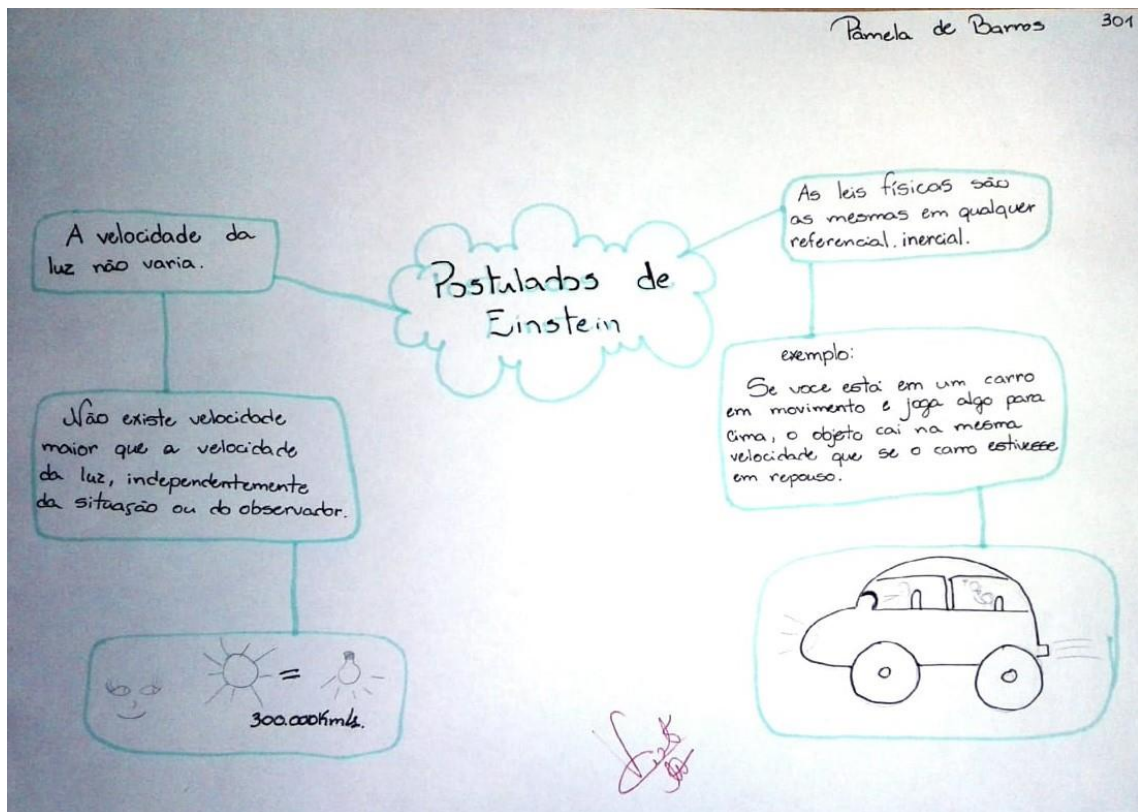 Pâmela de Barros 301
Postulados de
Einstein
A velocidade da
luz não varia.
Não existe velocidade
maior que a velocidade
da luz, independentemente
da situação ou do observador.
=
300.000Km/s.
As leis físicas são
as mesmas em qualquer
referencial inercial.
exemplo:
Se voce está em um carro
em movimento e joga algo para
cima, o objeto cai na mesma
velocidade que se o carro estivesse
em repouso.